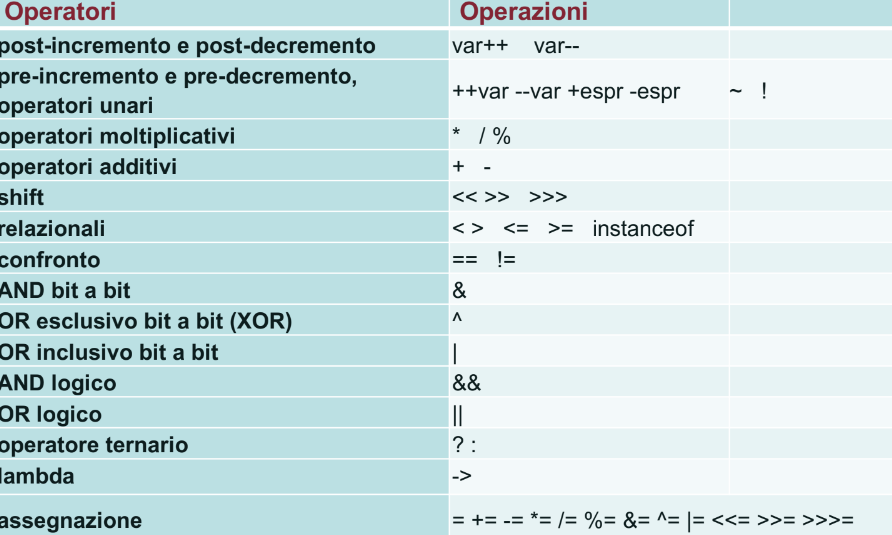 Operatori Operazioni
post-incremento e post-decremento var++ var--
pre-incremento e pre-decremento,
operatori unari ++var --var +espr -espr ~ !
operatori moltiplicativi * / %
operatori additivi + -
shift << >> >>>
relazionali < > <= >= instanceof
confronto == !=
AND bit a bit &
OR esclusivo bit a bit (XOR) ^
OR inclusivo bit a bit |
AND logico &&
OR logico ||
operatore ternario ? :
lambda ->
assegnazione = += -= *= /= %= &= ^= |= <<= >>= >>>=